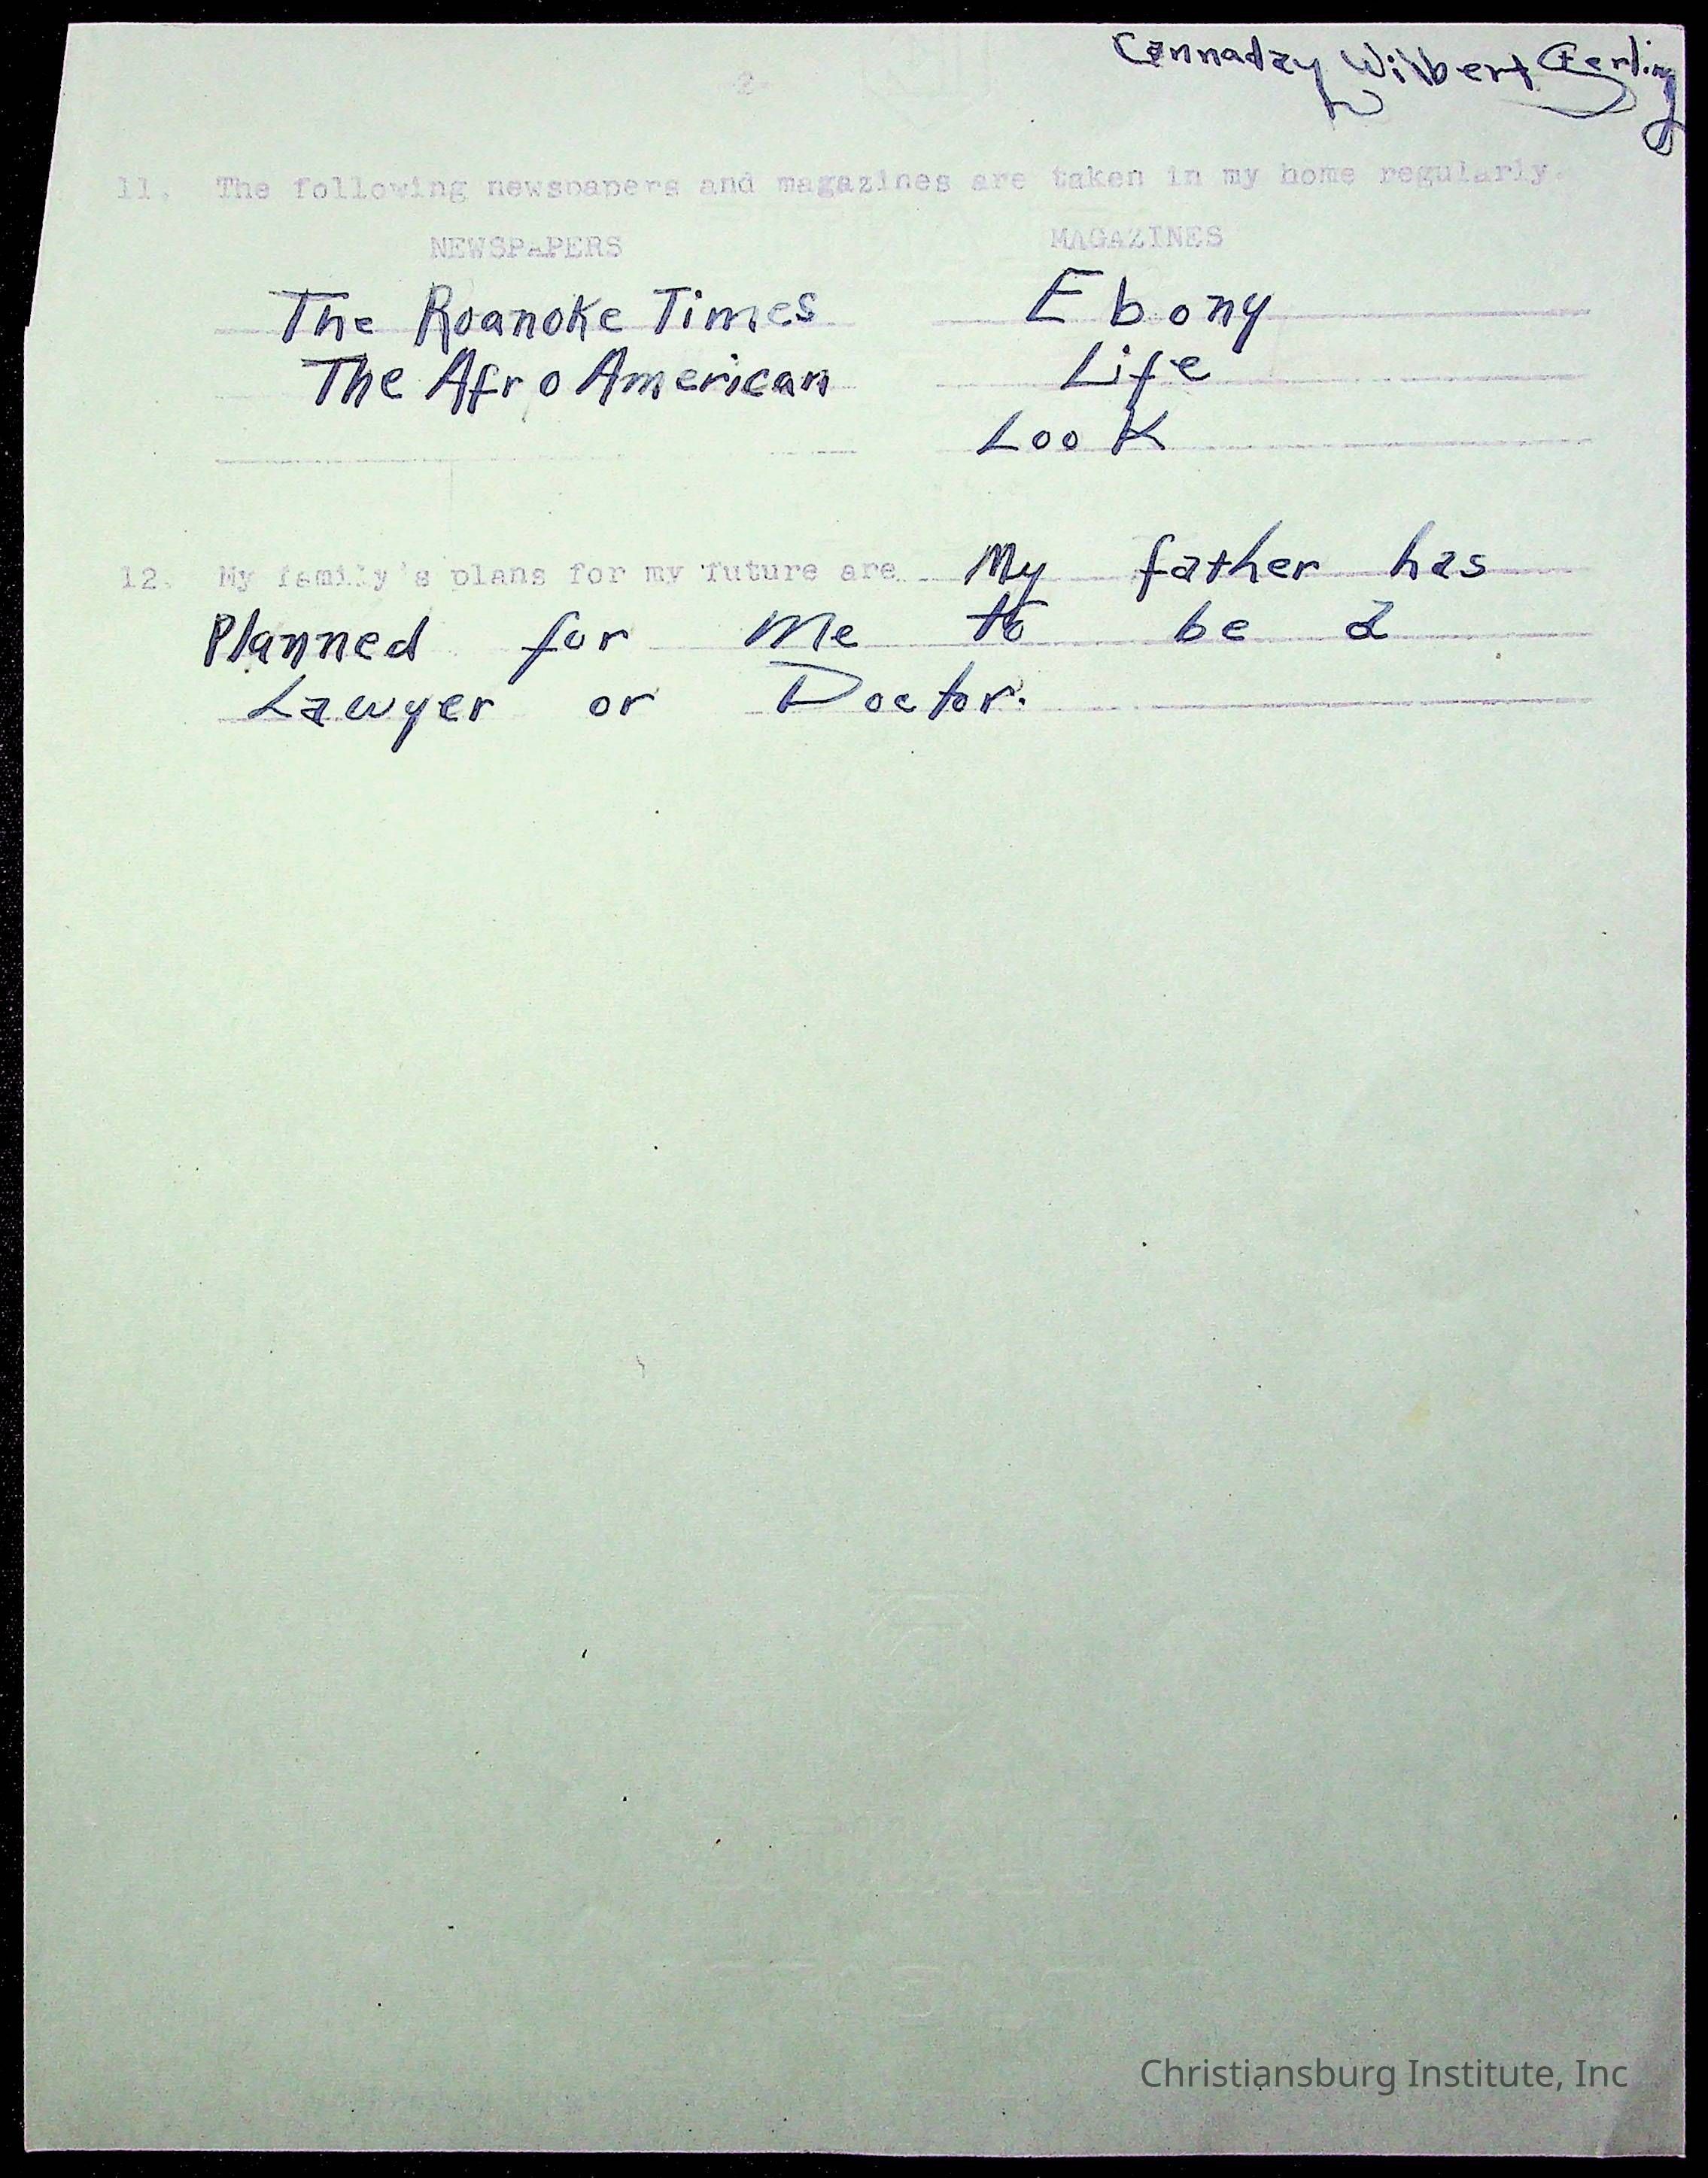 Cannaday Wilbert
2
11. The following newspapers and magazines are taken in my home regularly.
NEWSPAPERS MAGAZINES
The Roanoke Times Ebony
The Afro American Life
Look
12. My family's plans for my future are My father has
Planned for Me to be a
Lawyer or Doctor.
Christiansburg Institute, Inc